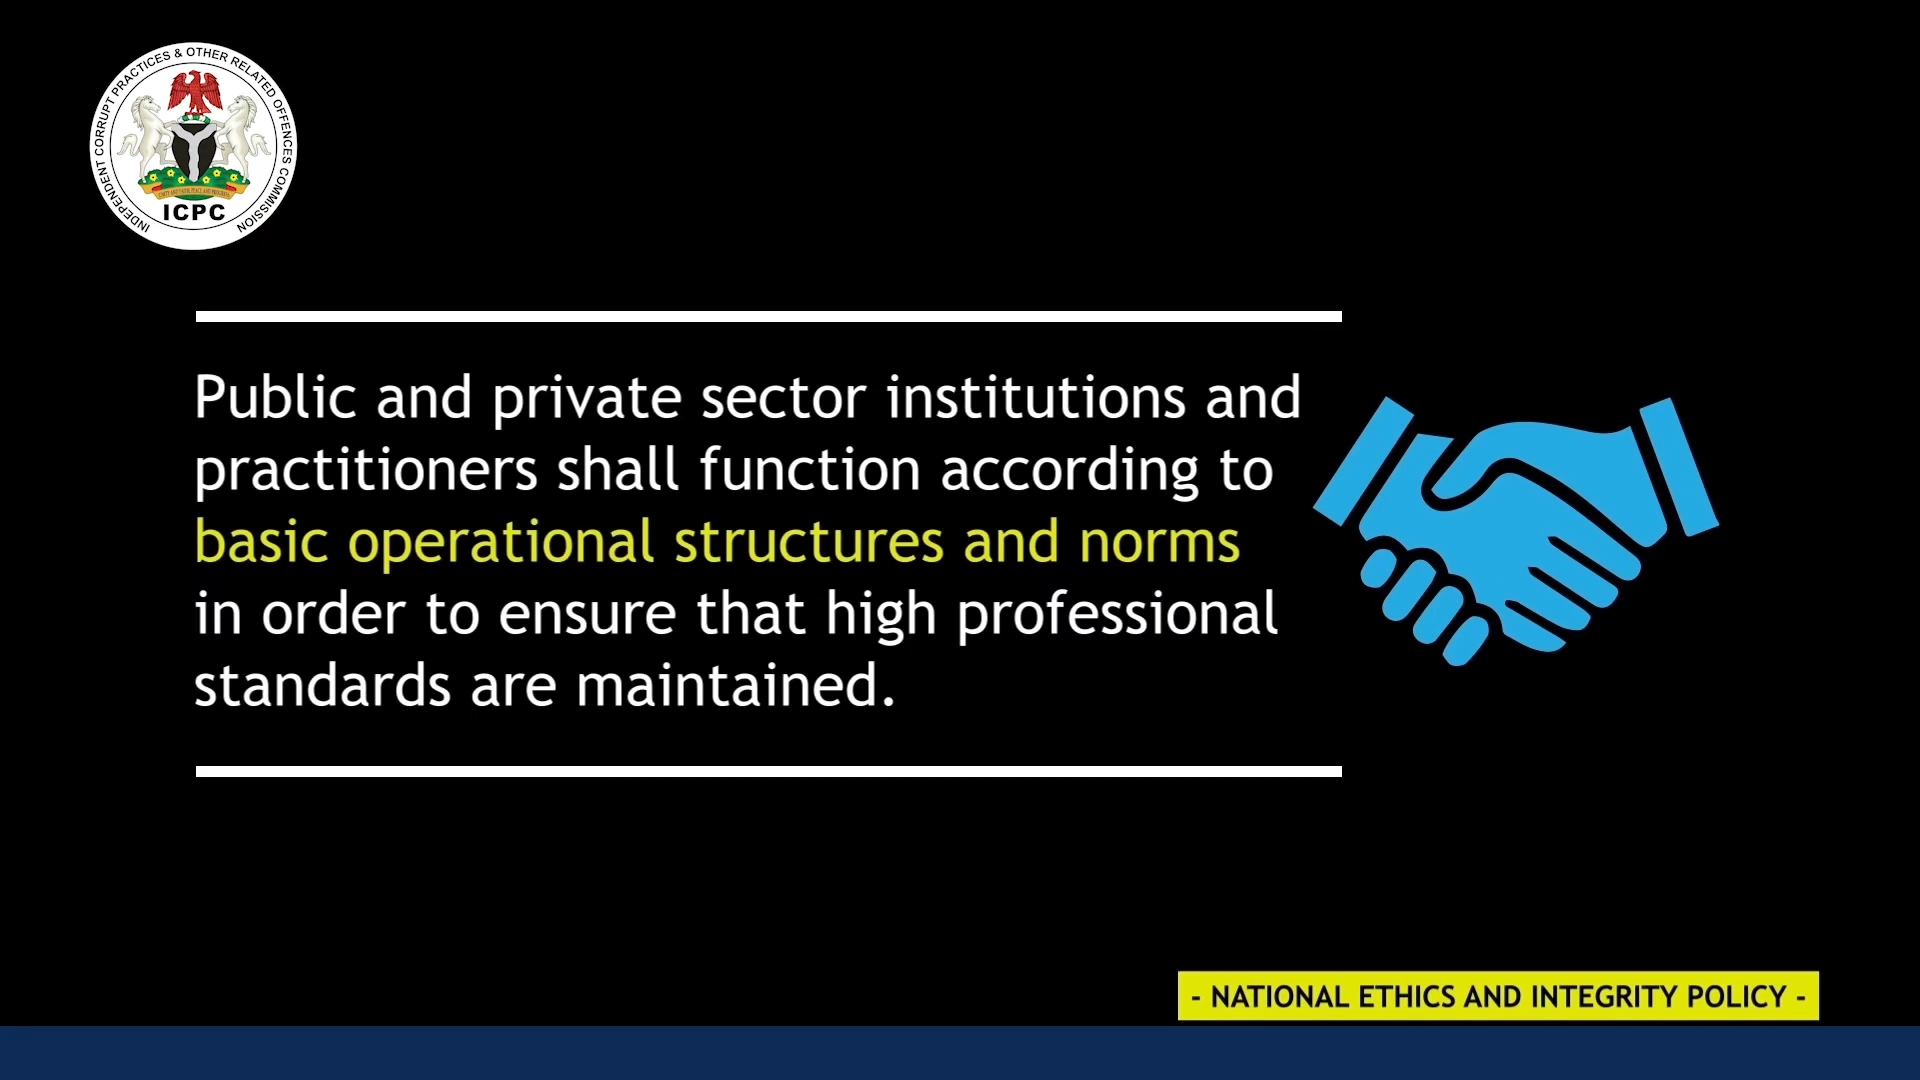 INDEPENDENT CORRUPT PRACTICES & OTHER RELATED OFFENCES COMMISSION
ICPC
Public and private sector institutions and
practitioners shall function according to
basic operational structures and norms
in order to ensure that high professional
standards are maintained.
- NATIONAL ETHICS AND INTEGRITY POLICY -